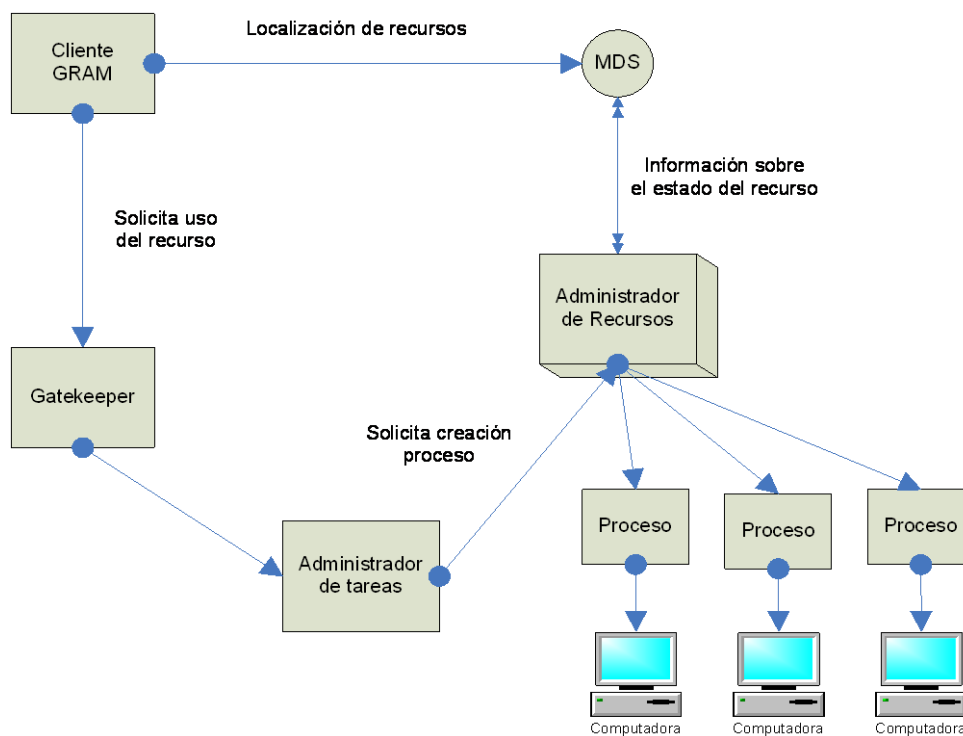 Localización de recursos
Cliente
GRAM
MDS
Información sobre
el estado del recurso
Solicita uso
del recurso
Administrador
de Recursos
Gatekeeper
Solicita creación
proceso
Proceso
Proceso
Proceso
Administrador
de tareas
Computadora
Computadora
Computadora